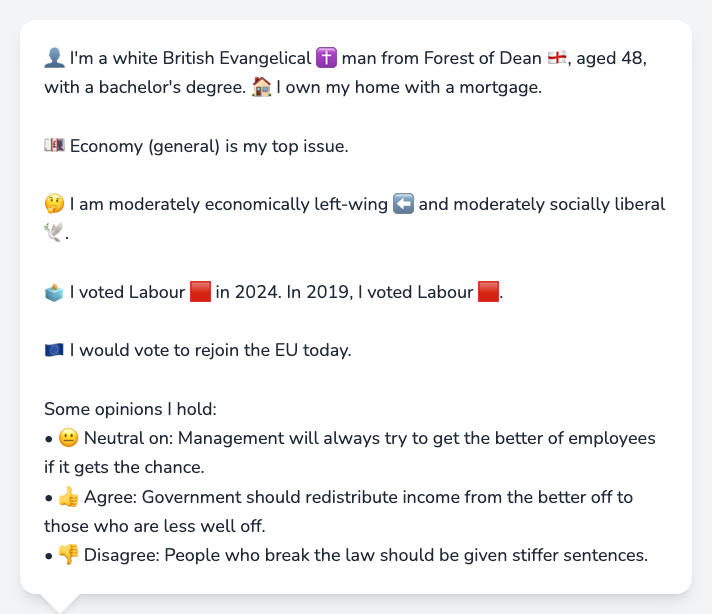 👤 I'm a white British Evangelical ✝️ man from Forest of Dean 🏴󠁧󠁢󠁥󠁮󠁧󠁿, aged 48,
with a bachelor's degree. 🏠 I own my home with a mortgage.
💷 Economy (general) is my top issue.
🤔 I am moderately economically left-wing ⬅️ and moderately socially liberal
🕊️.
🗳️ I voted Labour 🟥 in 2024. In 2019, I voted Labour 🟥.
🇪🇺 I would vote to rejoin the EU today.
Some opinions I hold:
• 😐 Neutral on: Management will always try to get the better of employees
if it gets the chance.
• 👍 Agree: Government should redistribute income from the better off to
those who are less well off.
• 👎 Disagree: People who break the law should be given stiffer sentences.